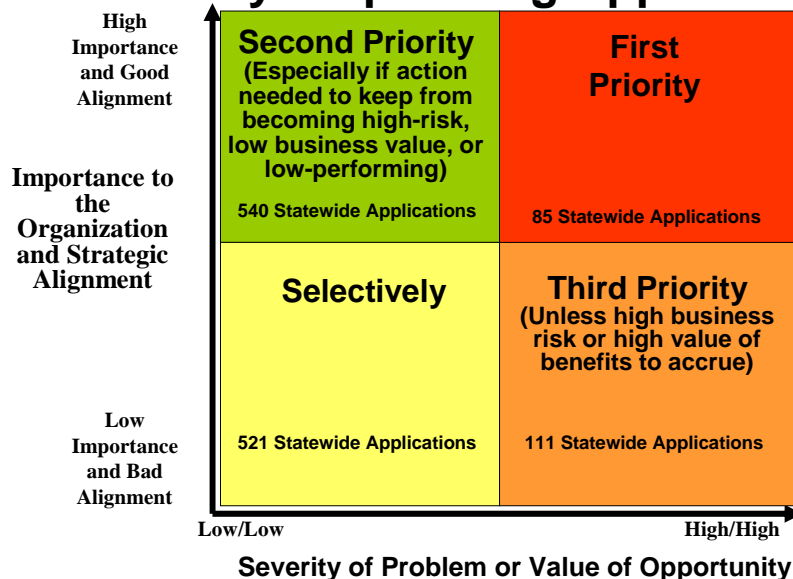 High
Importance
and Good
Alignment
Second Priority
(Especially if action
needed to keep from
becoming high-risk,
low business value, or
low-performing)
540 Statewide Applications
First
Priority
85 Statewide Applications
Importance to
the
Organization
and Strategic
Alignment
Selectively
521 Statewide Applications
Third Priority
(Unless high business
risk or high value of
benefits to accrue)
111 Statewide Applications
Low
Importance
and Bad
Alignment
Low/Low
High/High
Severity of Problem or Value of Opportunity